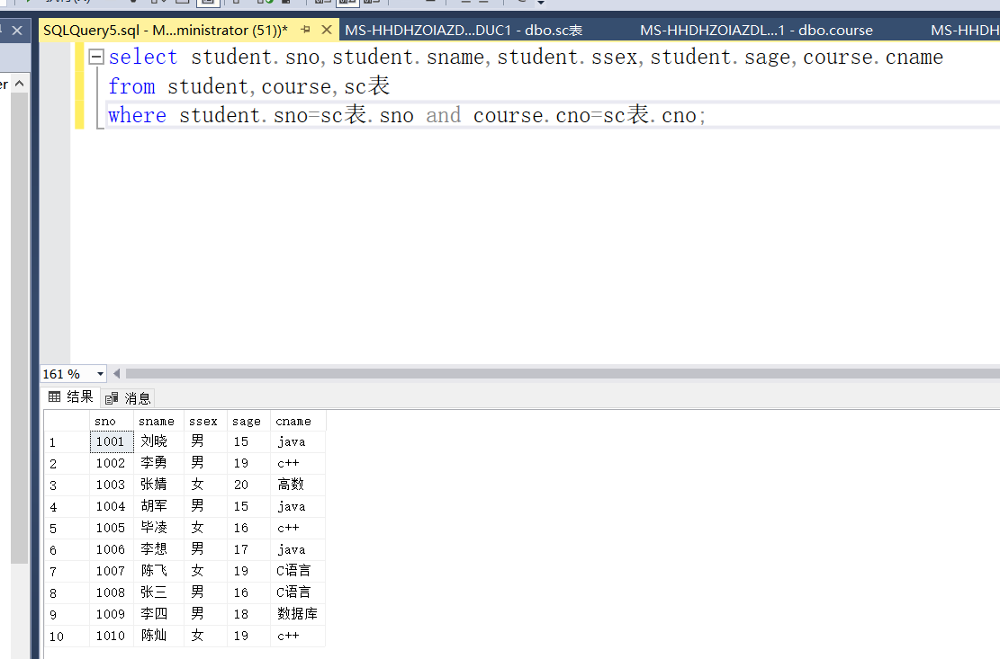 SQLQuery5.sql - M...ministrator (51))* MS-HHDHZOIAZD...DUC1 - dbo.sc表 MS-HHDHZOIAZDL...1 - dbo.course MS-HHDH
er
select student.sno,student.sname,student.ssex,student.sage,course.cname
from student,course,sc表
where student.sno=sc表.sno and course.cno=sc表.cno;
161 %
结果 消息
sno sname ssex sage cname
1 1001 刘晓 男 15 java
2 1002 李勇 男 19 c++
3 1003 张婧 女 20 高数
4 1004 胡军 男 15 java
5 1005 毕凌 女 16 c++
6 1006 李想 男 17 java
7 1007 陈飞 女 19 C语言
8 1008 张三 男 16 C语言
9 1009 李四 男 18 数据库
10 1010 陈灿 女 19 c++